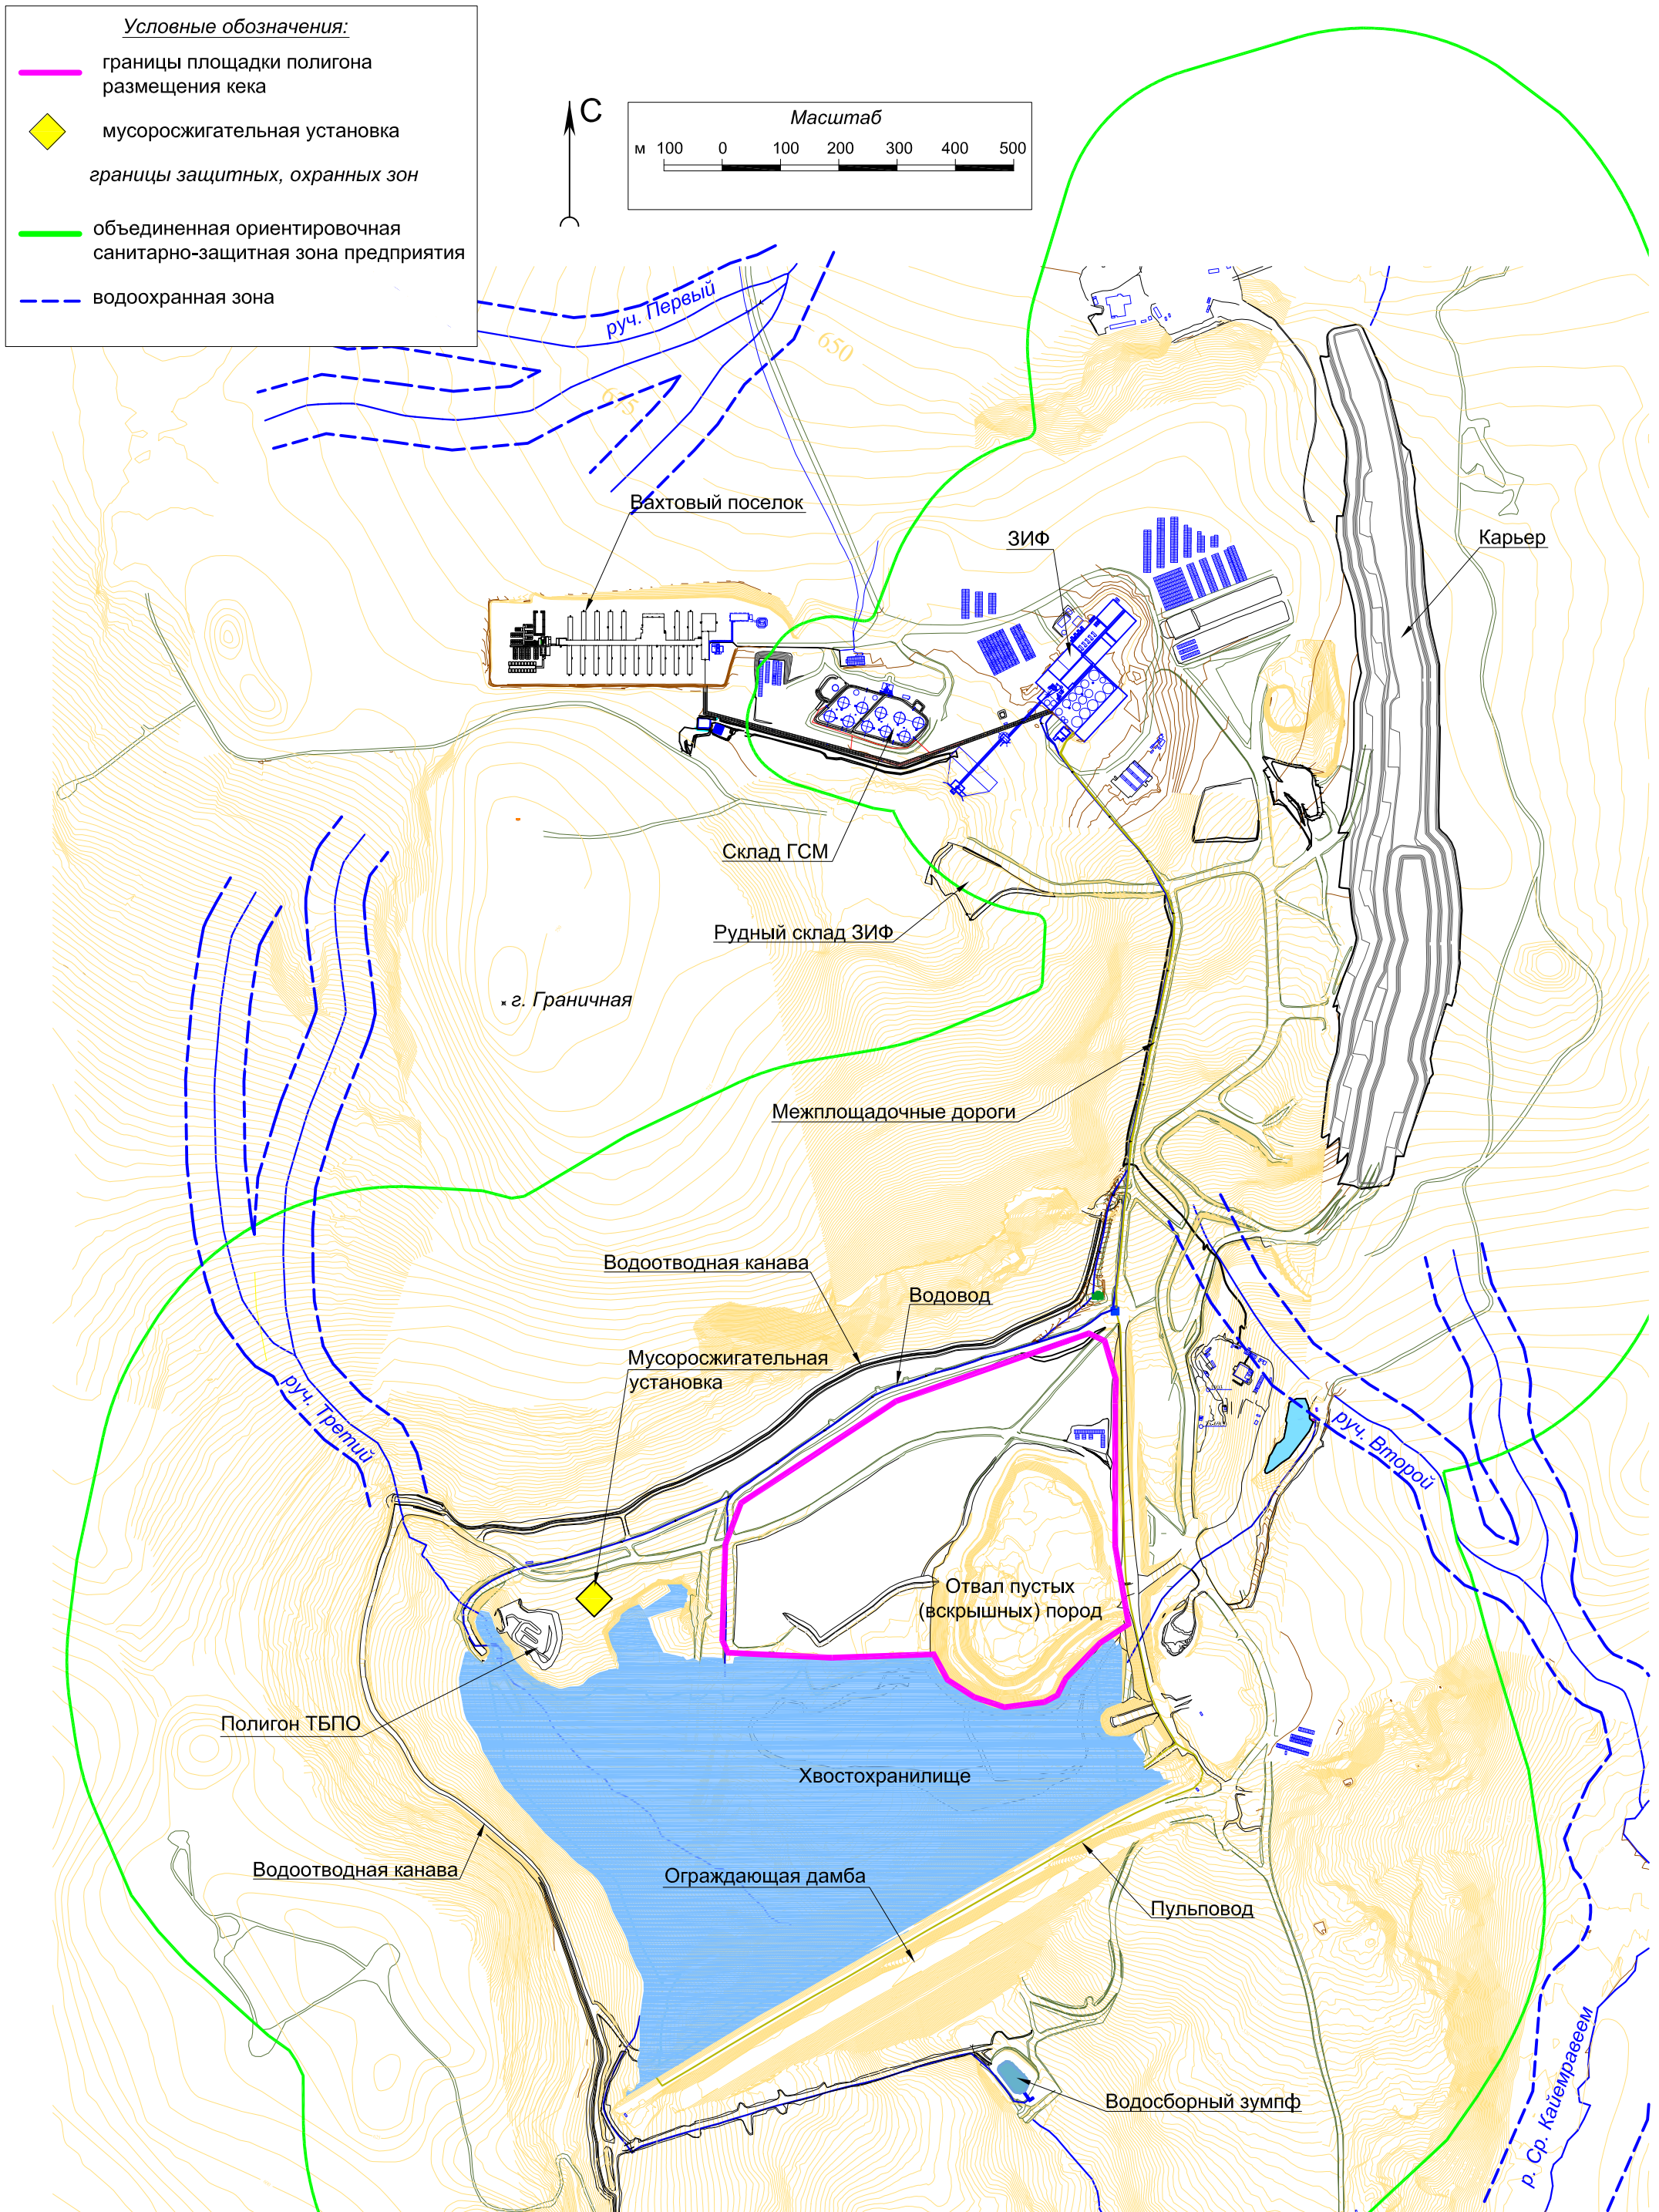 Условные обозначения:
границы площадки полигона
размещения кека
мусоросжигательная установка
границы защитных, охранных зон
объединенная ориентировочная
санитарно-защитная зона предприятия
водоохранная зона
С
Масштаб
м 100 0 100 200 300 400 500
руч. Первый
650
675
Вахтовый поселок
ЗИФ
Карьер
Склад ГСМ
Рудный склад ЗИФ
г. Граничная
Межплощадочные дороги
Водоотводная канава
Водовод
Мусоросжигательная
установка
руч. Третий
руч. Второй
Отвал пустых
(вскрышных) пород
Полигон ТБПО
Хвостохранилище
Водоотводная канава
Ограждающая дамба
Пульповод
Водосборный зумпф
р. Ср. Кайемравеем